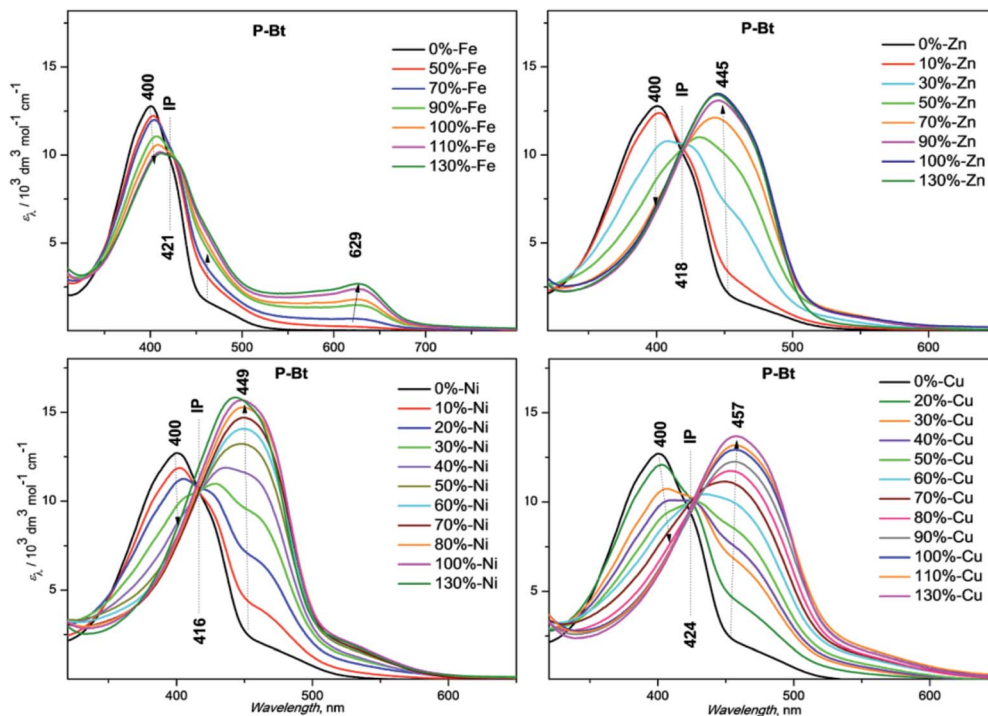 P-Bt
400
IP
0%-Fe
50%-Fe
70%-Fe
90%-Fe
100%-Fe
110%-Fe
130%-Fe
15
10
5
ελ / 10³ dm³ mol⁻¹ cm⁻¹
421
629
400 500 600 700
P-Bt
400
IP
445
0%-Zn
10%-Zn
30%-Zn
50%-Zn
70%-Zn
90%-Zn
100%-Zn
130%-Zn
15
10
5
418
400 500 600
P-Bt
400
IP
449
0%-Ni
10%-Ni
20%-Ni
30%-Ni
40%-Ni
50%-Ni
60%-Ni
70%-Ni
80%-Ni
100%-Ni
130%-Ni
15
10
5
ελ / 10³ dm³ mol⁻¹ cm⁻¹
416
400 500 600
Wavelength, nm
P-Bt
400
IP
457
0%-Cu
20%-Cu
30%-Cu
40%-Cu
50%-Cu
60%-Cu
70%-Cu
80%-Cu
90%-Cu
100%-Cu
110%-Cu
130%-Cu
15
10
5
424
400 500 600
Wavelength, nm